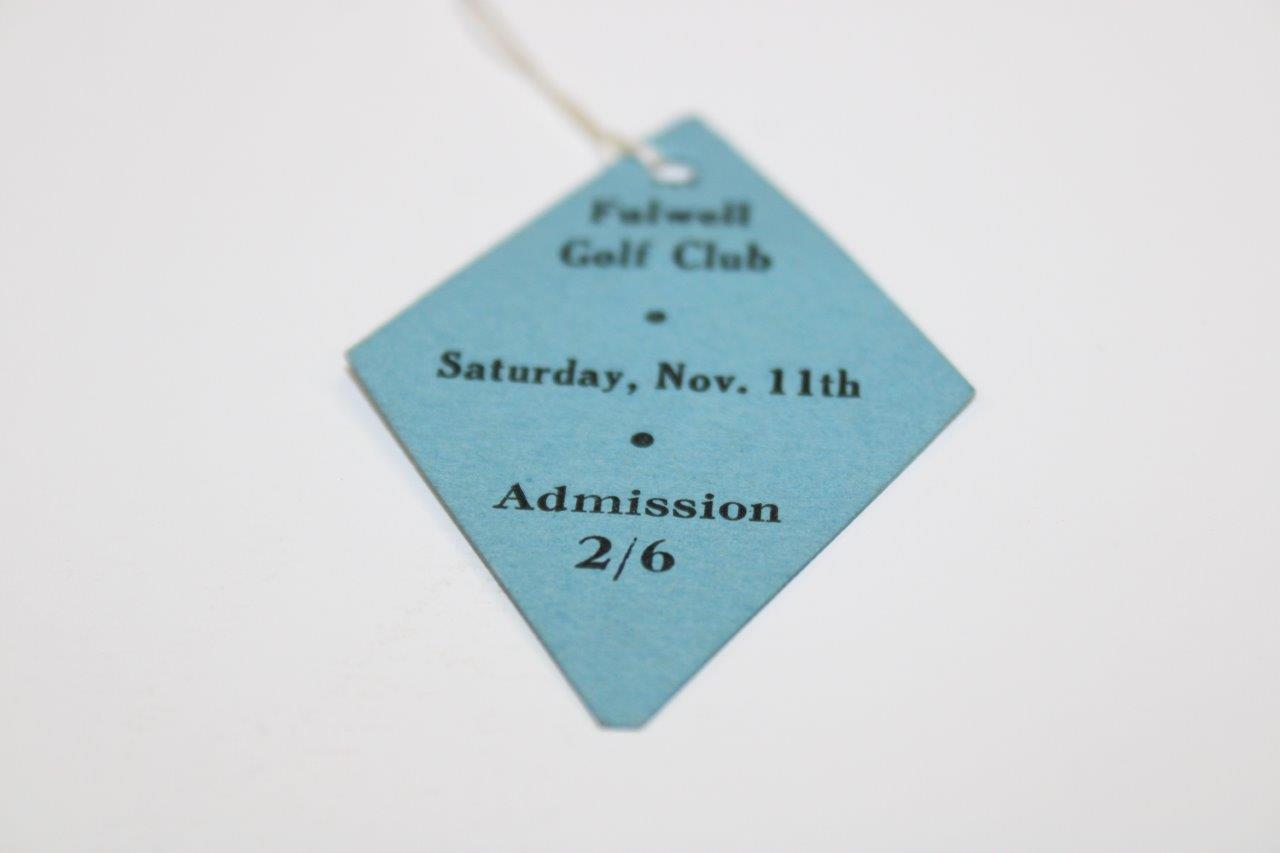 Fulwell
Golf Club
•
Saturday, Nov. 11th
•
Admission
2/6